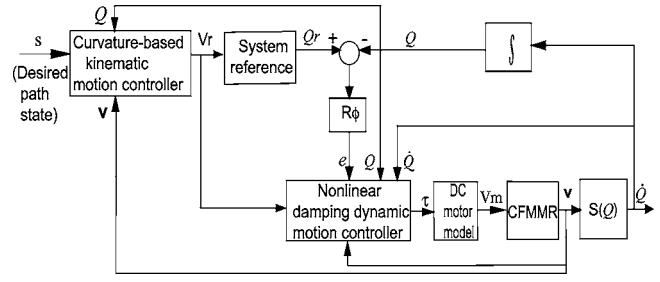 Q
s
(Desired
path
state)
Curvature-based
kinematic
motion controller
v
Vr
System
reference
Qr + - Q
∫
Rϕ
e Q Q̇
Nonlinear
damping dynamic
motion controller
τ
DC
motor
model
Vm
CFMMR
v
S(Q)
Q̇